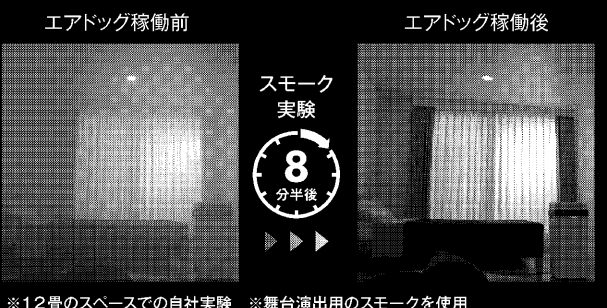 エアドッグ稼働前
エアドッグ稼働後
スモーク
実験
8
分半後
※12畳のスペースでの自社実験 ※舞台演出用のスモークを使用